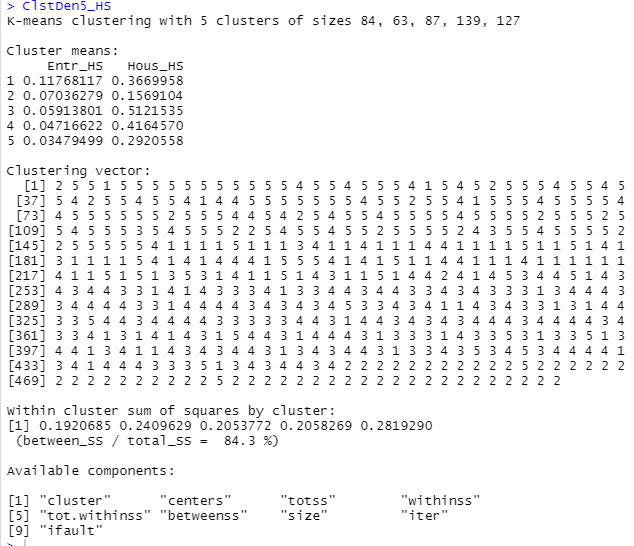 > ClstDen5_HS
K-means clustering with 5 clusters of sizes 84, 63, 87, 139, 127
Cluster means:
Entr_HS Hous_HS
1 0.11768117 0.3669958
2 0.07036279 0.1569104
3 0.05913801 0.5121535
4 0.04716622 0.4164570
5 0.03479499 0.2920558
Clustering vector:
[1] 2 5 5 1 5 5 5 5 5 5 5 5 5 5 5 4 5 5 4 5 5 5 4 1 5 4 5 2 5 5 5 4 5 5 4 5
[37] 5 4 2 5 5 4 5 5 4 1 4 4 5 5 5 5 5 5 5 4 5 5 2 5 5 4 1 5 5 5 4 5 5 5 5 4
[73] 4 5 5 5 5 5 5 2 5 5 5 4 4 5 4 2 5 4 5 4 5 5 5 5 4 5 5 5 5 2 5 5 5 2 5
[109] 5 4 5 5 5 3 5 4 5 5 5 2 2 5 4 5 5 4 5 5 2 5 5 5 5 2 4 3 5 5 4 5 5 5 5 2
[145] 2 5 5 5 5 5 4 1 1 1 1 5 1 1 1 3 4 1 1 4 1 1 1 4 4 1 1 1 1 5 1 1 5 1 4 1
[181] 3 1 1 1 1 5 4 1 4 1 4 4 4 1 5 5 5 4 1 4 1 5 1 1 4 4 1 1 1 4 1 1 1 1 1 1
[217] 4 1 1 5 1 5 1 3 5 3 1 4 1 1 5 1 4 3 1 1 5 1 4 4 2 4 1 4 5 3 4 4 5 1 4 3
[253] 4 3 4 4 3 3 1 4 1 4 3 3 3 4 1 3 3 4 4 3 4 4 3 3 4 3 4 3 3 3 1 3 4 4 4 3
[289] 3 4 4 4 4 3 3 1 4 4 4 4 3 4 3 4 3 4 5 3 3 4 3 4 1 1 4 3 4 3 3 1 3 1 4 4
[325] 3 3 5 4 4 3 4 4 4 4 3 3 3 3 3 4 4 3 1 4 4 3 4 3 4 3 4 4 4 3 4 4 4 4 3 4
[361] 3 3 4 1 3 1 4 1 4 3 1 5 4 4 3 1 4 4 4 3 1 3 3 3 1 4 3 3 5 3 1 3 3 5 1 3
[397] 4 4 1 3 4 1 1 4 3 4 3 4 4 3 1 3 4 3 4 4 3 1 3 3 4 3 5 3 4 5 3 4 4 4 4 1
[433] 3 4 1 4 4 4 3 3 3 5 1 3 4 3 4 4 3 4 2 2 2 2 2 2 2 2 2 2 2 2 2 5 2 2 2 2
[469] 2 2 2 2 2 2 2 2 2 2 5 2 2 2 2 2 2 2 2 2 2 2 2 2 2 2 2 2
Within cluster sum of squares by cluster:
[1] 0.1920685 0.2409629 0.2053772 0.2058269 0.2819290
(between_SS / total_SS = 84.3 %)
Available components:
[1] "cluster" "centers" "totss" "withinss"
[5] "tot.withinss" "betweenss" "size" "iter"
[9] "ifault"
>